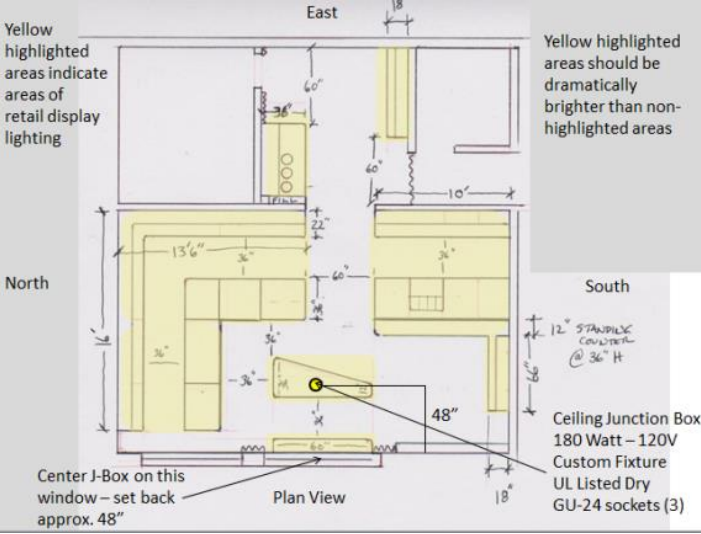 East
18
Yellow
highlighted
areas indicate
areas of
retail display
lighting
Yellow highlighted
areas should be
dramatically
brighter than non-
highlighted areas
60"
36"
60"
10'
22"
13'6"
36"
36"
60"
North
South
16'
36"
36"
36"
12" STANDING
COUNTER
@ 36" H
66"
48"
60"
18"
Ceiling Junction Box
180 Watt – 120V
Custom Fixture
UL Listed Dry
GU-24 sockets (3)
Center J-Box on this
window – set back
approx. 48"
Plan View